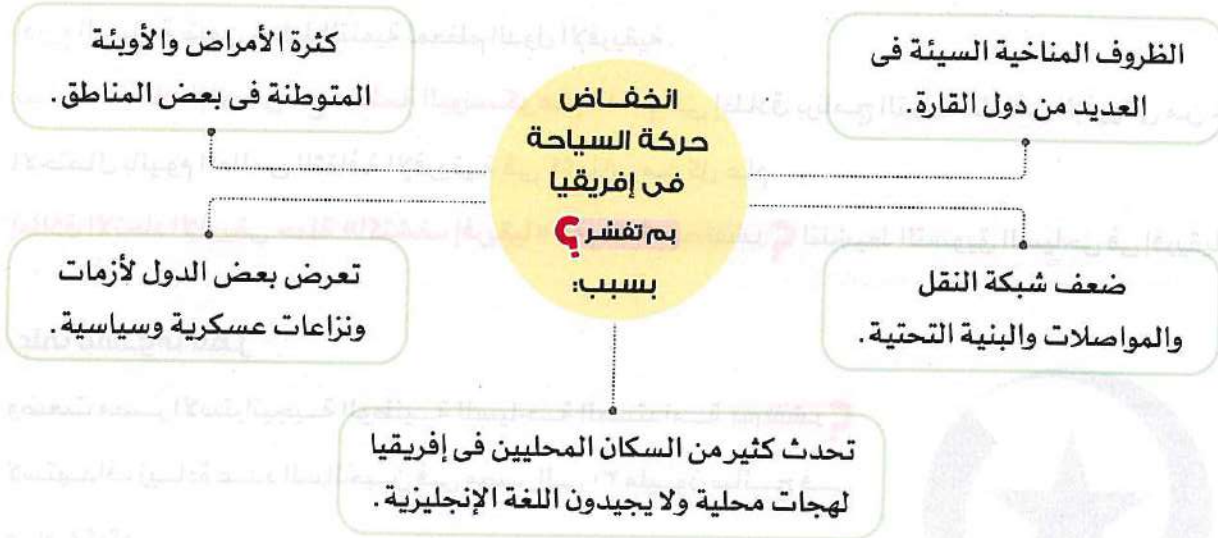 انخفاض
حركة السياحة
فى إفريقيا
بم تفسر؟
بسبب:
الظروف المناخية السيئة فى
العديد من دول القارة.
كثرة الأمراض والأوبئة
المتوطنة فى بعض المناطق.
ضعف شبكة النقل
والمواصلات والبنية التحتية.
تعرض بعض الدول لأزمات
ونزاعات عسكرية وسياسية.
تحدث كثير من السكان المحليين فى إفريقيا
لهجات محلية ولا يجيدون اللغة الإنجليزية.